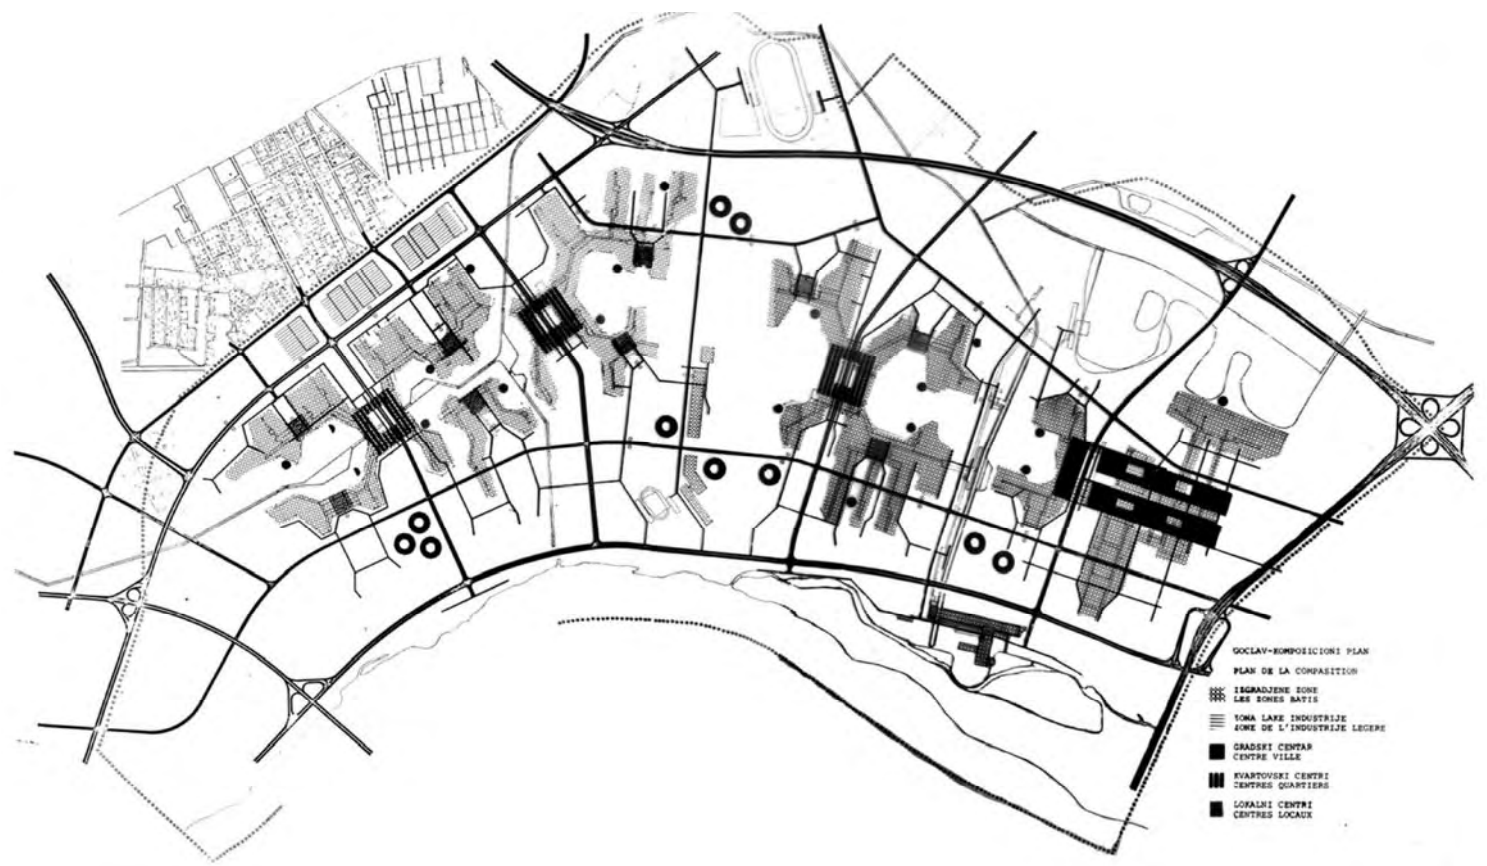 GOCLAV-KOMPOZICIONI PLAN
PLAN DE LA COMPASITION
IZGRADJENE ZONE
LES ZONES BATIS
ZONA LAKE INDUSTRIJE
ZONE DE L'INDUSTRIJE LEGERE
GRADSKI CENTAR
CENTRE VILLE
KVARTOVSKI CENTRI
CENTRES QUARTIERS
LOKALNI CENTRI
CENTRES LOCAUX